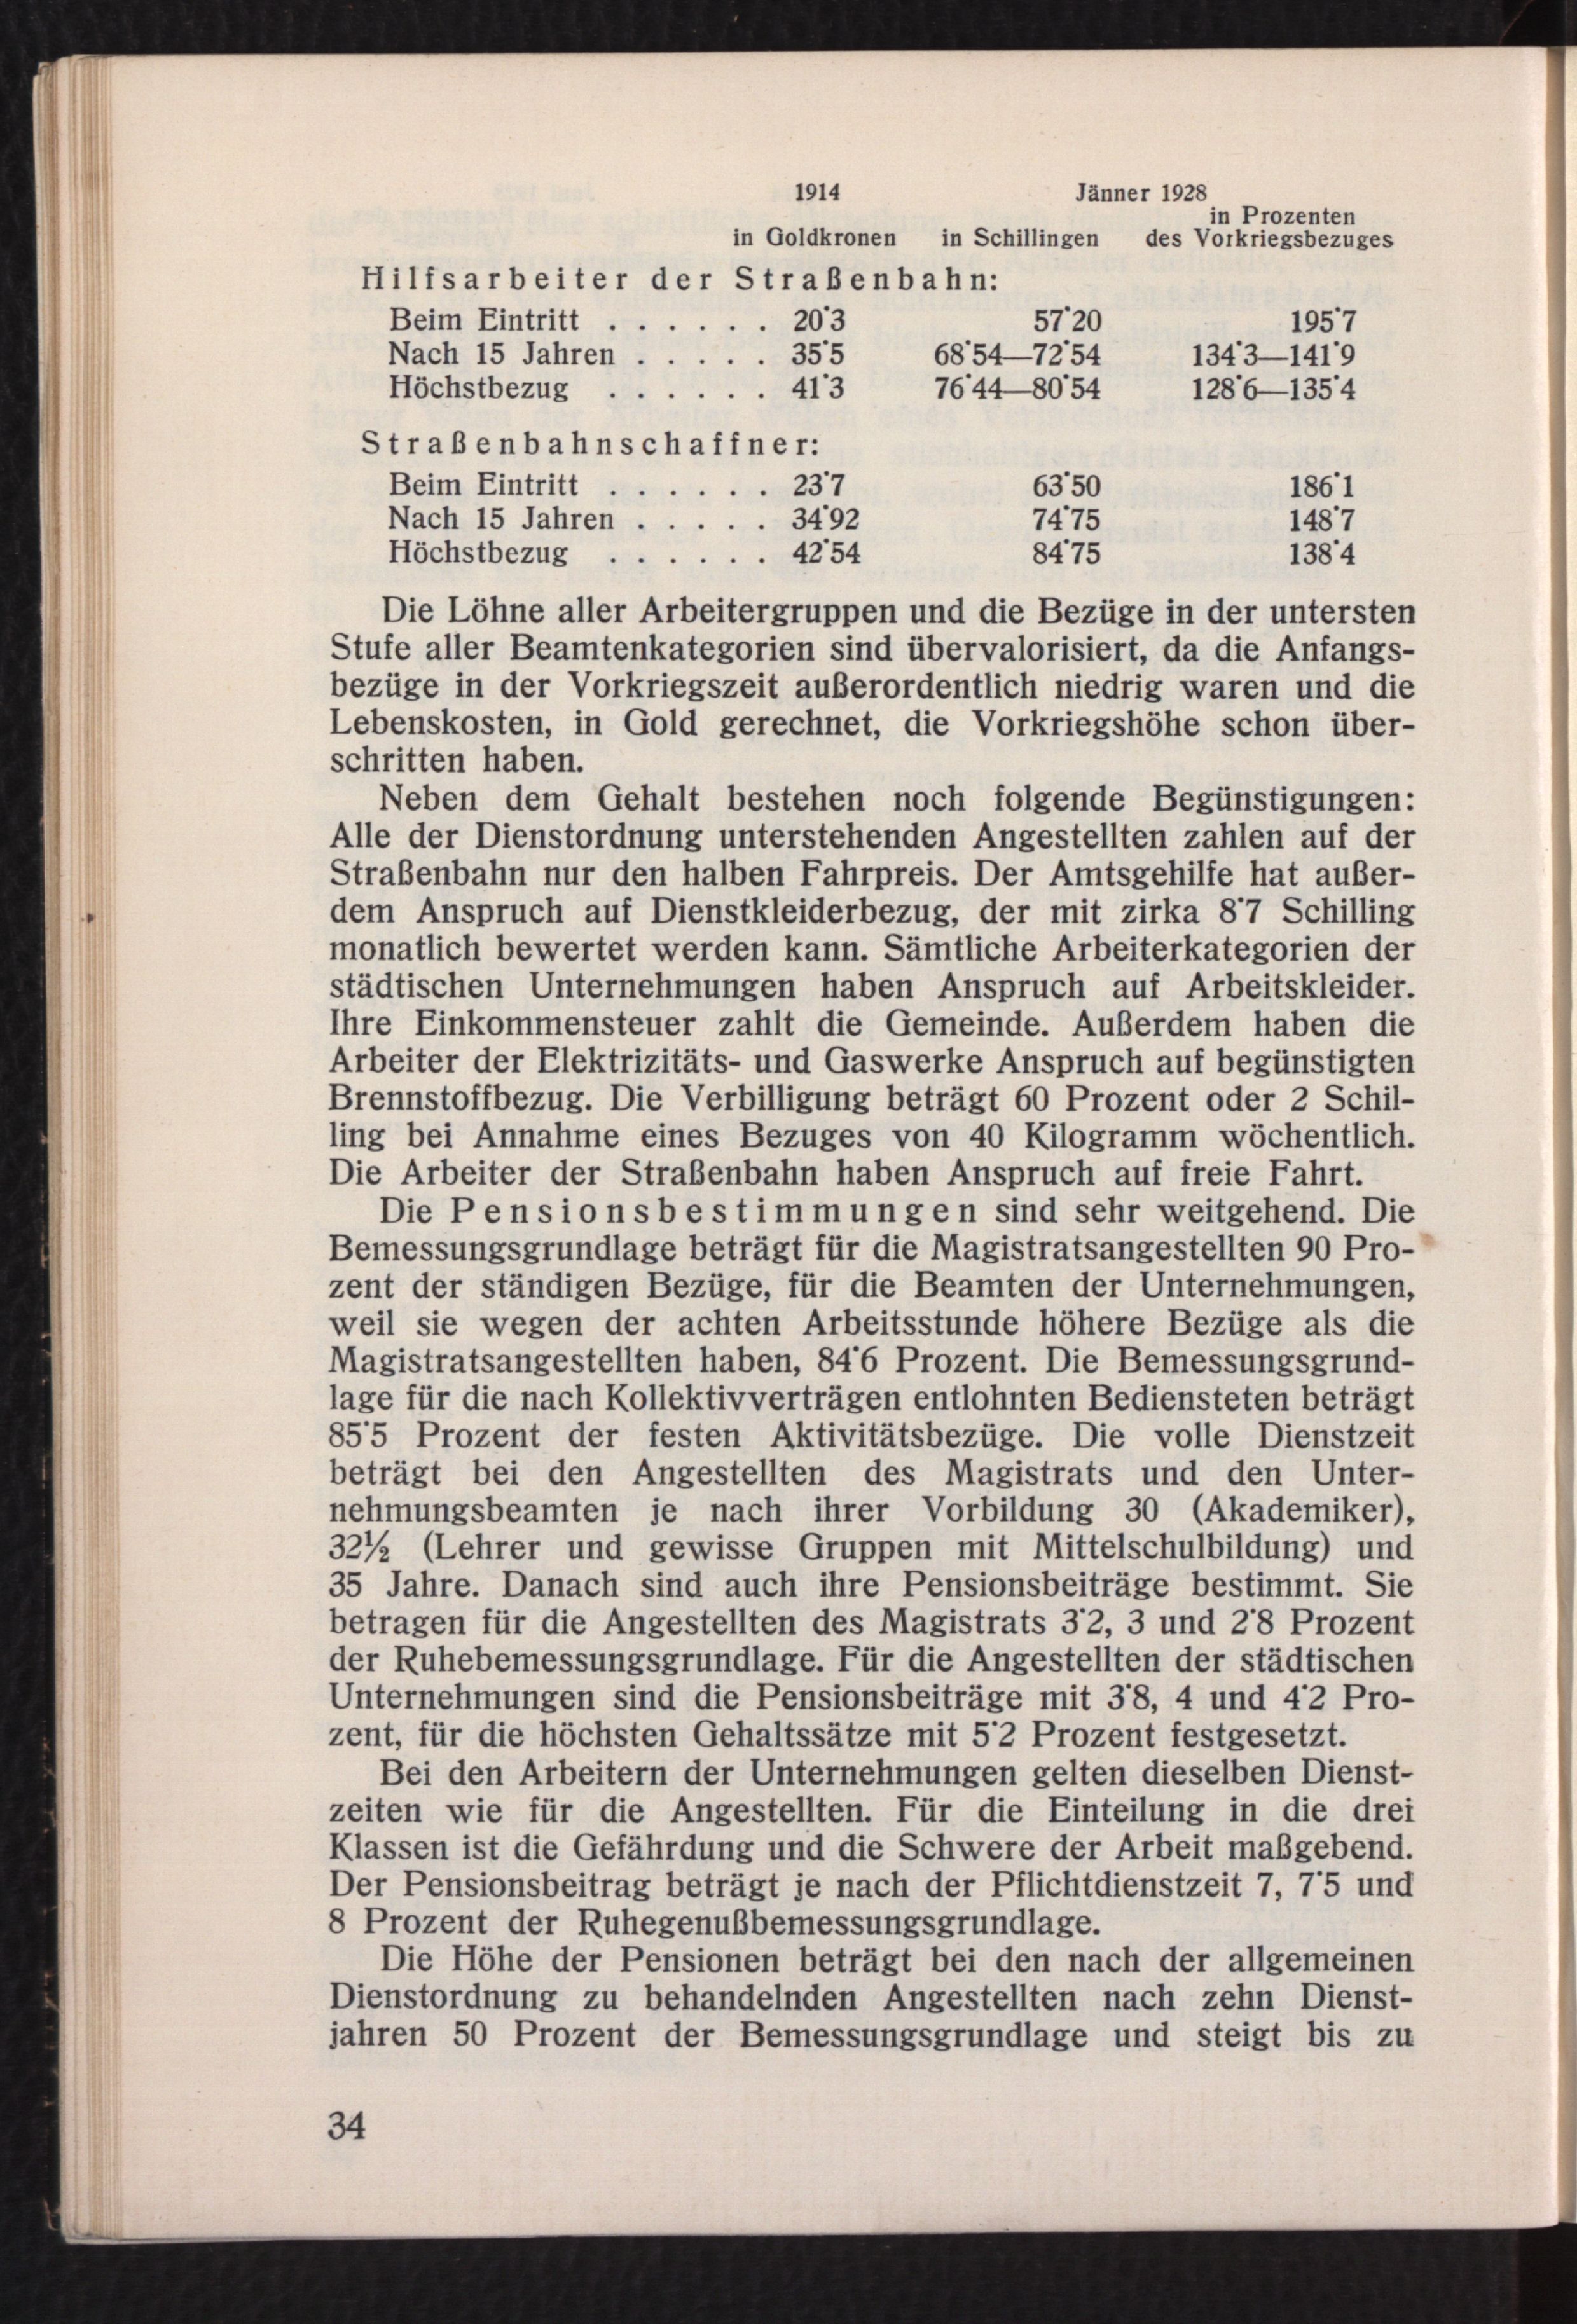 1914 Jänner 1928
in Prozenten
in Goldkronen in Schillingen des Vorkriegsbezuges
Hilfsarbeiter der Straßenbahn:
Beim Eintritt . . . . . . 20˙3 57˙20 195˙7
Nach 15 Jahren . . . . . 35˙5 68˙54—72˙54 134˙3—141˙9
Höchstbezug . . . . . . 41˙3 76˙44—80˙54 128˙6—135˙4
Straßenbahnschaffner:
Beim Eintritt . . . . . . 23˙7 63˙50 186˙1
Nach 15 Jahren . . . . . 34˙92 74˙75 148˙7
Höchstbezug . . . . . . 42˙54 84˙75 138˙4
Die Löhne aller Arbeitergruppen und die Bezüge in der untersten
Stufe aller Beamtenkategorien sind übervalorisiert, da die Anfangs-
bezüge in der Vorkriegszeit außerordentlich niedrig waren und die
Lebenskosten, in Gold gerechnet, die Vorkriegshöhe schon über-
schritten haben.
Neben dem Gehalt bestehen noch folgende Begünstigungen:
Alle der Dienstordnung unterstehenden Angestellten zahlen auf der
Straßenbahn nur den halben Fahrpreis. Der Amtsgehilfe hat außer-
dem Anspruch auf Dienstkleiderbezug, der mit zirka 8˙7 Schilling
monatlich bewertet werden kann. Sämtliche Arbeiterkategorien der
städtischen Unternehmungen haben Anspruch auf Arbeitskleider.
Ihre Einkommensteuer zahlt die Gemeinde. Außerdem haben die
Arbeiter der Elektrizitäts- und Gaswerke Anspruch auf begünstigten
Brennstoffbezug. Die Verbilligung beträgt 60 Prozent oder 2 Schil-
ling bei Annahme eines Bezuges von 40 Kilogramm wöchentlich.
Die Arbeiter der Straßenbahn haben Anspruch auf freie Fahrt.
Die Pensionsbestimmungen sind sehr weitgehend. Die
Bemessungsgrundlage beträgt für die Magistratsangestellten 90 Pro-
zent der ständigen Bezüge, für die Beamten der Unternehmungen,
weil sie wegen der achten Arbeitsstunde höhere Bezüge als die
Magistratsangestellten haben, 84˙6 Prozent. Die Bemessungsgrund-
lage für die nach Kollektivverträgen entlohnten Bediensteten beträgt
85˙5 Prozent der festen Aktivitätsbezüge. Die volle Dienstzeit
beträgt bei den Angestellten des Magistrats und den Unter-
nehmungsbeamten je nach ihrer Vorbildung 30 (Akademiker),
32½ (Lehrer und gewisse Gruppen mit Mittelschulbildung) und
35 Jahre. Danach sind auch ihre Pensionsbeiträge bestimmt. Sie
betragen für die Angestellten des Magistrats 3˙2, 3 und 2˙8 Prozent
der Ruhebemessungsgrundlage. Für die Angestellten der städtischen
Unternehmungen sind die Pensionsbeiträge mit 3˙8, 4 und 4˙2 Pro-
zent, für die höchsten Gehaltssätze mit 5˙2 Prozent festgesetzt.
Bei den Arbeitern der Unternehmungen gelten dieselben Dienst-
zeiten wie für die Angestellten. Für die Einteilung in die drei
Klassen ist die Gefährdung und die Schwere der Arbeit maßgebend.
Der Pensionsbeitrag beträgt je nach der Pflichtdienstzeit 7, 7˙5 und
8 Prozent der Ruhegenußbemessungsgrundlage.
Die Höhe der Pensionen beträgt bei den nach der allgemeinen
Dienstordnung zu behandelnden Angestellten nach zehn Dienst-
jahren 50 Prozent der Bemessungsgrundlage und steigt bis zu
34